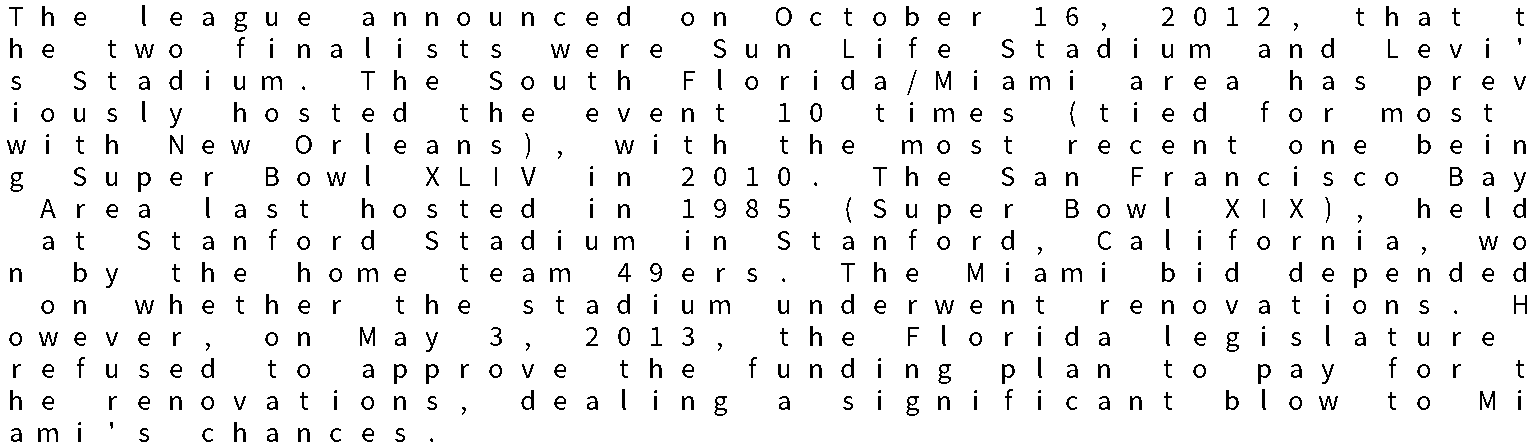 The league announced on October 16, 2012, that t
he two finalists were Sun Life Stadium and Levi'
s Stadium. The South Florida/Miami area has prev
iously hosted the event 10 times (tied for most
with New Orleans), with the most recent one bein
g Super Bowl XLIV in 2010. The San Francisco Bay
 Area last hosted in 1985 (Super Bowl XIX), held
 at Stanford Stadium in Stanford, California, wo
n by the home team 49ers. The Miami bid depended
 on whether the stadium underwent renovations. H
owever, on May 3, 2013, the Florida legislature
refused to approve the funding plan to pay for t
he renovations, dealing a significant blow to Mi
ami's chances.